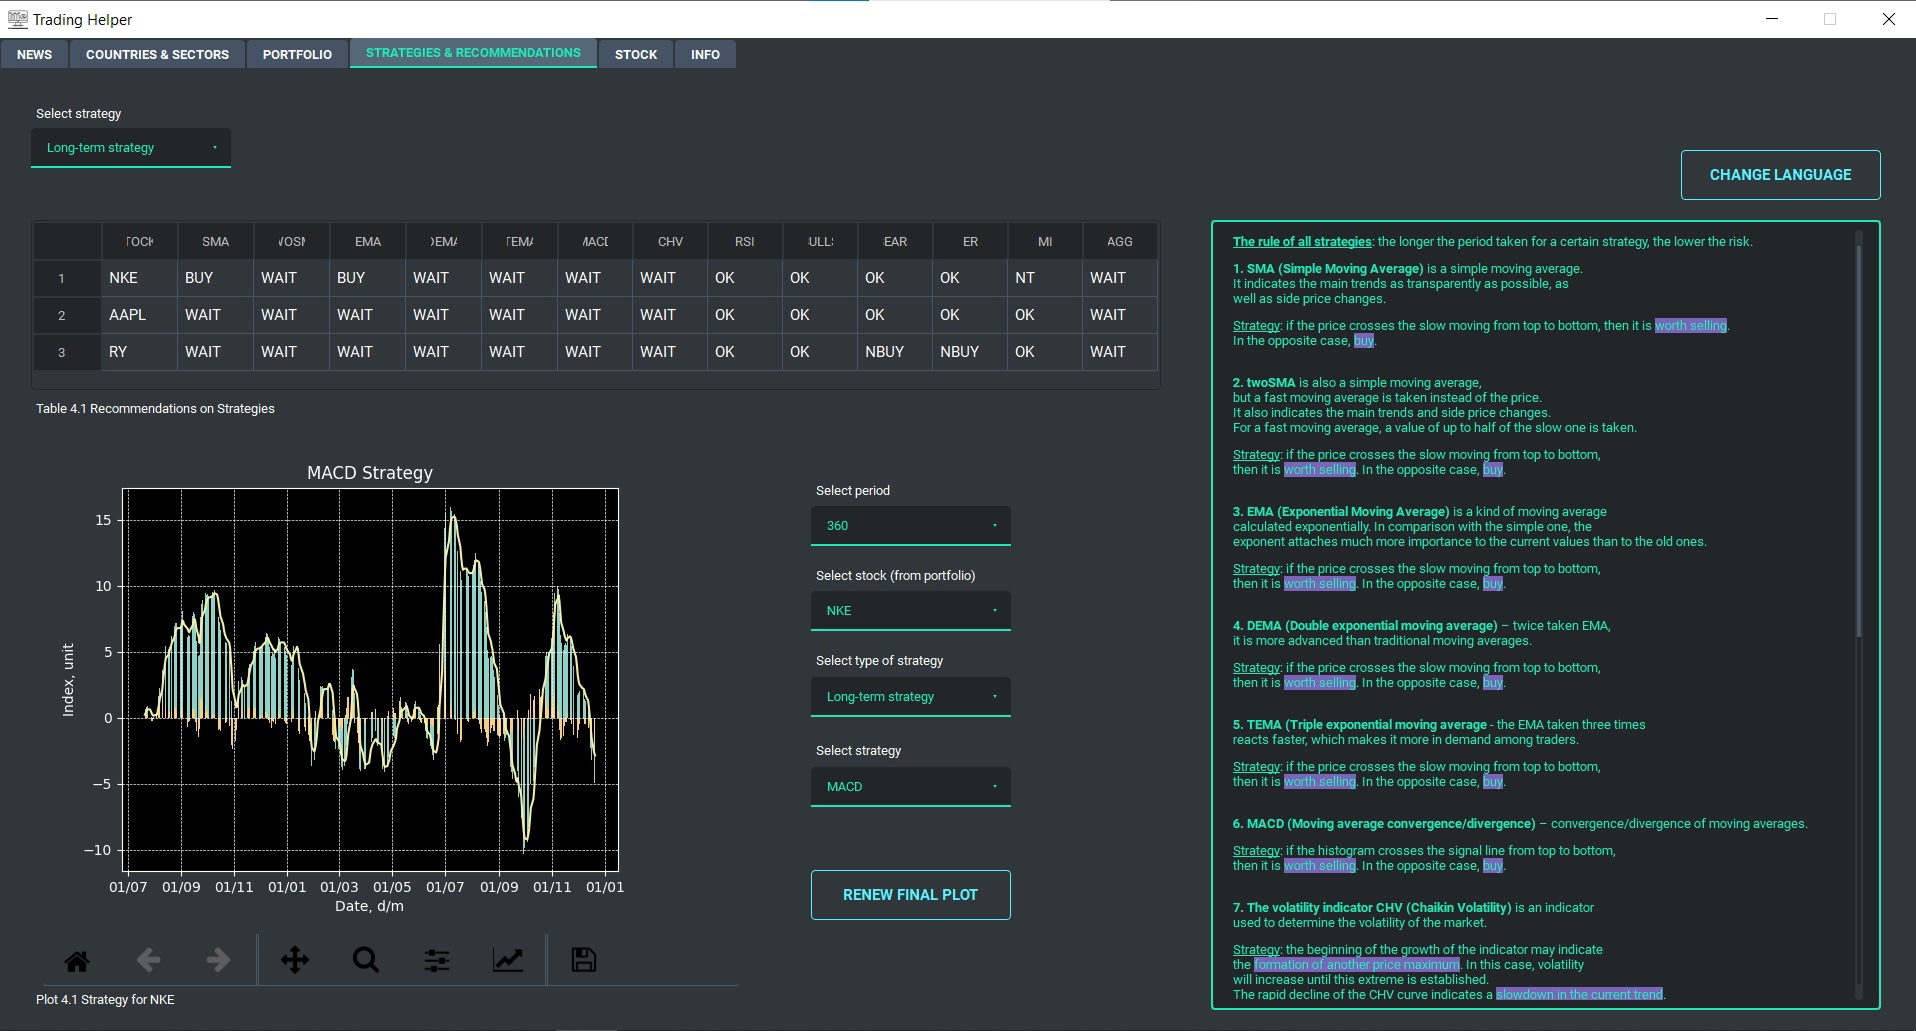 Trading Helper
NEWS COUNTRIES & SECTORS PORTFOLIO STRATEGIES & RECOMMENDATIONS STOCK INFO
Select strategy
Long-term strategy
CHANGE LANGUAGE
TOCK SMA VOSM EMA DEMA TEMA MACD CHV RSI ULLS EAR ER MI AGG
1 NKE BUY WAIT BUY WAIT WAIT WAIT WAIT OK OK OK OK NT WAIT
2 AAPL WAIT WAIT WAIT WAIT WAIT WAIT WAIT OK OK OK OK OK WAIT
3 RY WAIT WAIT WAIT WAIT WAIT WAIT WAIT OK OK NBUY NBUY OK WAIT
Table 4.1 Recommendations on Strategies
MACD Strategy
15
10
5
0
−5
−10
Index, unit
01/07 01/09 01/11 01/01 01/03 01/05 01/07 01/09 01/11 01/01
Date, d/m
Plot 4.1 Strategy for NKE
Select period
360
Select stock (from portfolio)
NKE
Select type of strategy
Long-term strategy
Select strategy
MACD
RENEW FINAL PLOT
The rule of all strategies: the longer the period taken for a certain strategy, the lower the risk.
1. SMA (Simple Moving Average) is a simple moving average.
It indicates the main trends as transparently as possible, as
well as side price changes.
Strategy: if the price crosses the slow moving from top to bottom, then it is worth selling.
In the opposite case, buy.
2. twoSMA is also a simple moving average,
but a fast moving average is taken instead of the price.
It also indicates the main trends and side price changes.
For a fast moving average, a value of up to half of the slow one is taken.
Strategy: if the price crosses the slow moving from top to bottom,
then it is worth selling. In the opposite case, buy.
3. EMA (Exponential Moving Average) is a kind of moving average
calculated exponentially. In comparison with the simple one, the
exponent attaches much more importance to the current values than to the old ones.
Strategy: if the price crosses the slow moving from top to bottom,
then it is worth selling. In the opposite case, buy.
4. DEMA (Double exponential moving average) – twice taken EMA,
it is more advanced than traditional moving averages.
Strategy: if the price crosses the slow moving from top to bottom,
then it is worth selling. In the opposite case, buy.
5. TEMA (Triple exponential moving average - the EMA taken three times
reacts faster, which makes it more in demand among traders.
Strategy: if the price crosses the slow moving from top to bottom,
then it is worth selling. In the opposite case, buy.
6. MACD (Moving average convergence/divergence) – convergence/divergence of moving averages.
Strategy: if the histogram crosses the signal line from top to bottom,
then it is worth selling. In the opposite case, buy.
7. The volatility indicator CHV (Chaikin Volatility) is an indicator
used to determine the volatility of the market.
Strategy: the beginning of the growth of the indicator may indicate
the formation of another price maximum. In this case, volatility
will increase until this extreme is established.
The rapid decline of the CHV curve indicates a slowdown in the current trend.